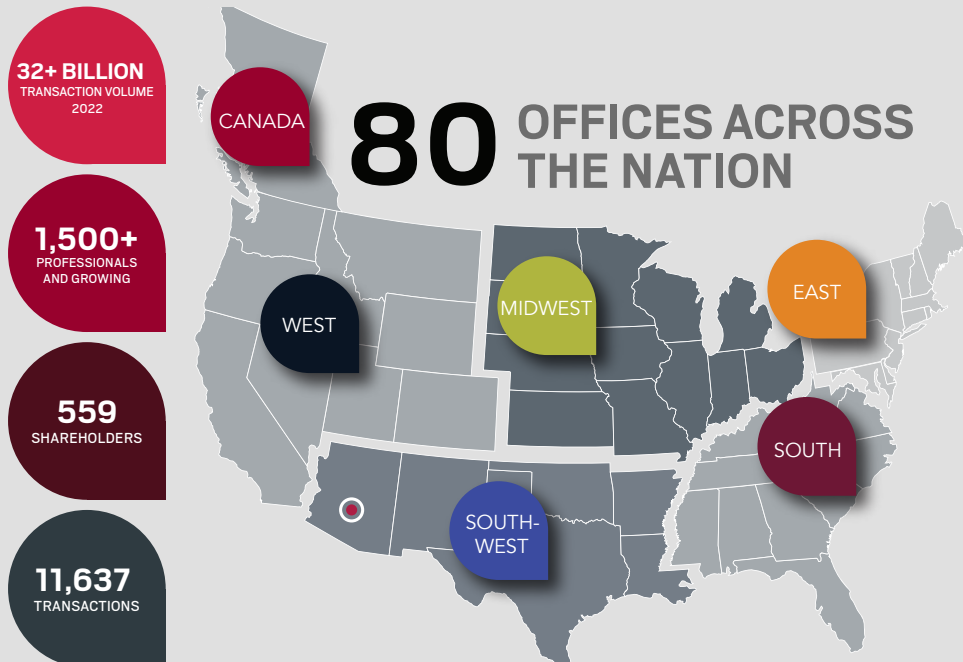 32+ BILLION
TRANSACTION VOLUME
2022
1,500+
PROFESSIONALS
AND GROWING
559
SHAREHOLDERS
11,637
TRANSACTIONS
80 OFFICES ACROSS
THE NATION
CANADA
WEST
MIDWEST
EAST
SOUTH
SOUTH-
WEST